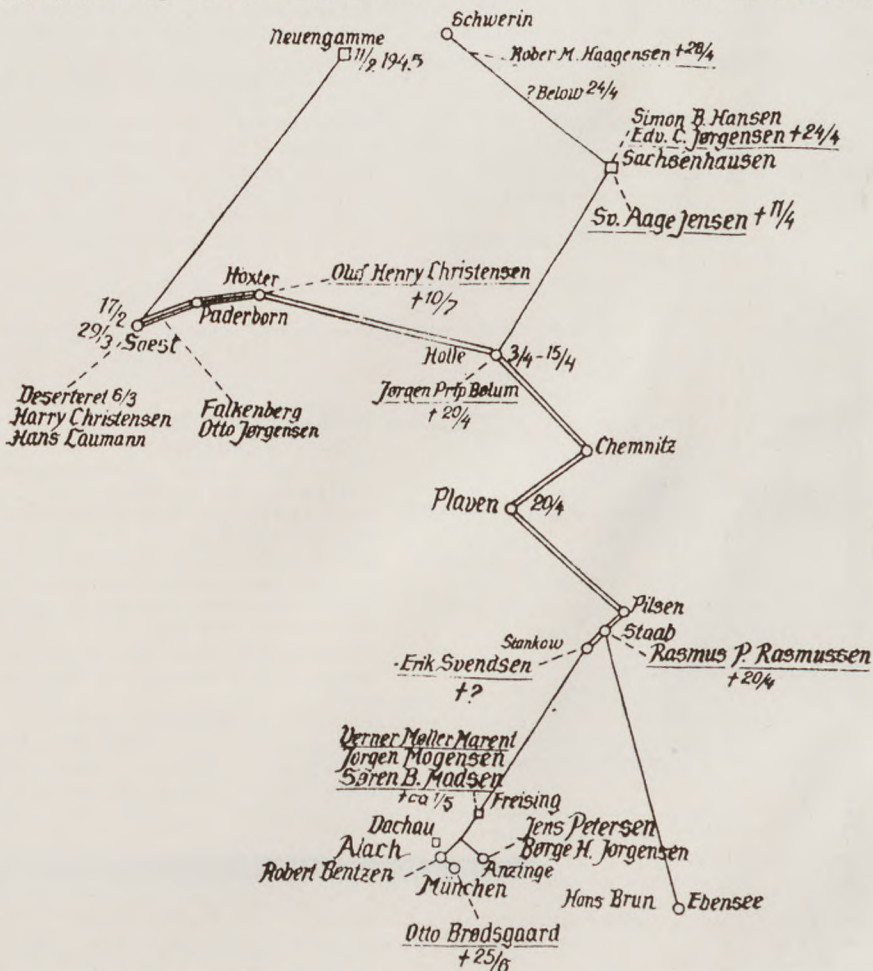 Schwerin
Neuengamme
11/2 1945
Rober M. Haagensen +28/4
? Below 24/4
Simon B. Hansen
Edv. C. Jørgensen +24/4
Sachsenhausen
Sv. Aage Jensen +11/4
Höxter
Oluf Henry Christensen
+10/7
Paderborn
17/2
29/3 Soest
Holle 3/4-15/4
Jørgen Prip Bølum
+20/4
Deserteret 6/3
Harry Christensen
Hans Laumann
Falkenberg
Otto Jørgensen
Chemnitz
Plaven 20/4
Pilsen
Stankow
Staab
Erik Svendsen
+?
Rasmus P. Rasmussen
+20/4
Verner Møller Marent
Jørgen Mogensen
Søren B. Madsen
+ca 1/5
Freising
Dachau
Alach
Jens Petersen
Børge H. Jørgensen
Robert Bentzen
München
Anzinge
Hans Brun
Ebensee
Otto Brødsgaard
+25/6